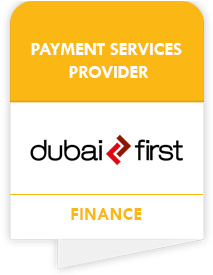 PAYMENT SERVICES
PROVIDER
dubai first
FINANCE